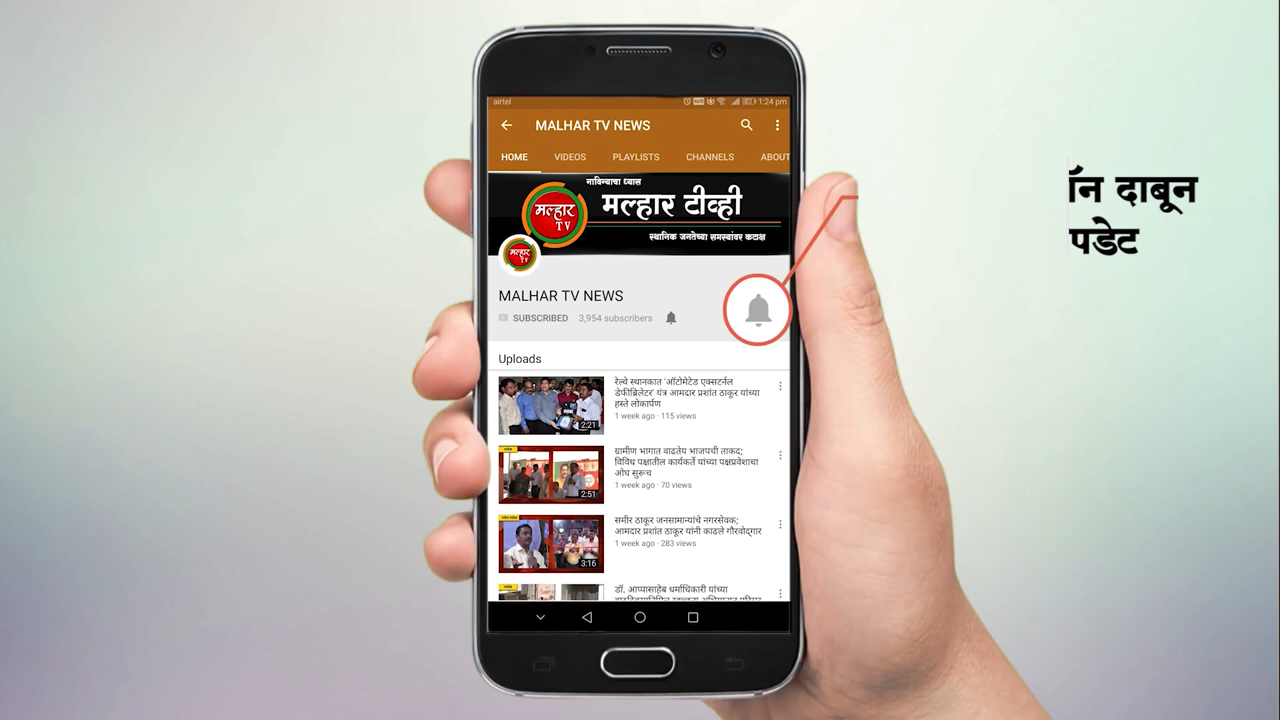 airtel
1:24 pm
MALHAR TV NEWS
HOME VIDEOS PLAYLISTS CHANNELS ABOUT
नाविन्याचा ध्यास
मल्हार टीव्ही
स्थानिक जनतेच्या समस्यांवर कटाक्ष
मल्हार
TV
मल्हार
TV
MALHAR TV NEWS
SUBSCRIBED 3,954 subscribers
Uploads
रेल्वे स्थानकात 'ऑटोमेटेड एक्सटर्नल
डेफीब्रिलेटर' यंत्र आमदार प्रशांत ठाकूर यांच्या
हस्ते लोकार्पण
1 week ago · 115 views
2:21
ग्रामीण भागात वाढतेय भाजपची ताकद;
विविध पक्षातील कार्यकर्ते यांच्या पक्षप्रवेशाचा
ओघ सुरूच
1 week ago · 70 views
2:51
समीर ठाकूर जनसामान्यांचे नगरसेवक;
आमदार प्रशांत ठाकूर यांनी काढले गौरवोद्गार
1 week ago · 283 views
3:16
डॉ. आप्पासाहेब धर्माधिकारी यांच्या
ॉन दाबून
पडेट